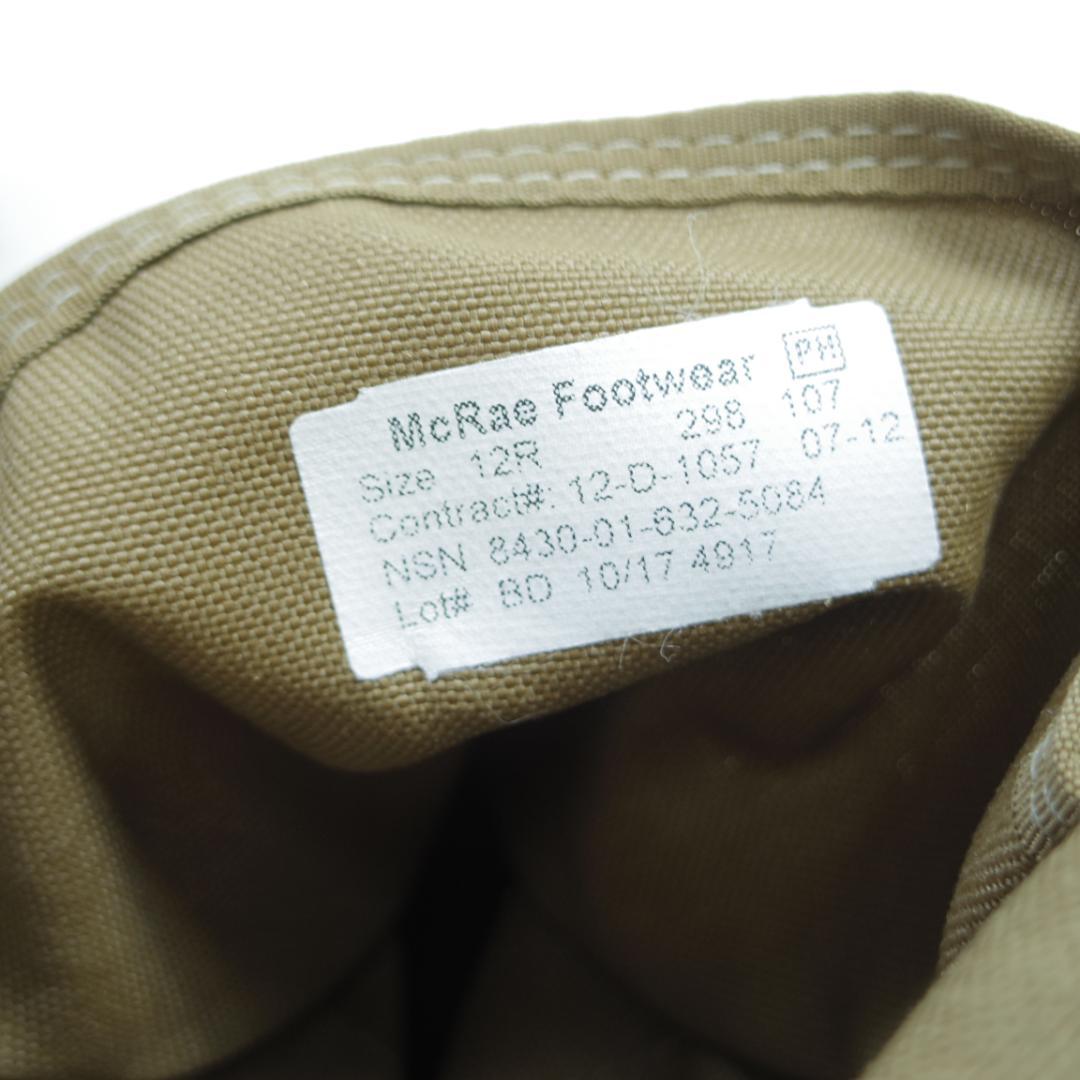 McRae Footwear PH
Size 12R 298 107
Contract#: 12-D-1057 07-12
NSN 8430-01-632-5084
Lot# BD 10/17 4917